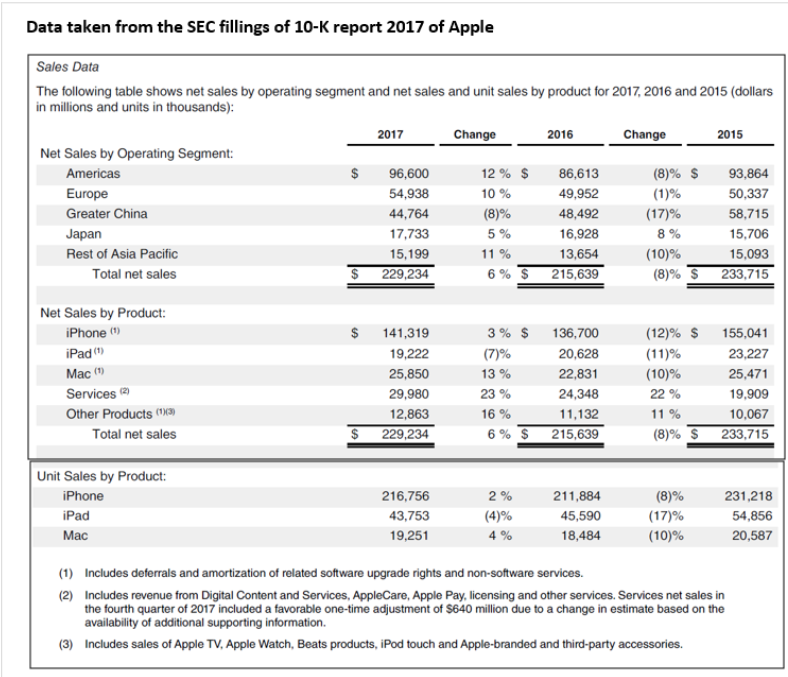 Data taken from the SEC fillings of 10-K report 2017 of Apple
Sales Data
The following table shows net sales by operating segment and net sales and unit sales by product for 2017, 2016 and 2015 (dollars
in millions and units in thousands):
2017 Change 2016 Change 2015
Net Sales by Operating Segment:
Americas $ 96,600 12 % $ 86,613 (8)% $ 93,864
Europe 54,938 10 % 49,952 (1)% 50,337
Greater China 44,764 (8)% 48,492 (17)% 58,715
Japan 17,733 5 % 16,928 8 % 15,706
Rest of Asia Pacific 15,199 11 % 13,654 (10)% 15,093
Total net sales $ 229,234 6 % $ 215,639 (8)% $ 233,715
Net Sales by Product:
iPhone (1) $ 141,319 3 % $ 136,700 (12)% $ 155,041
iPad (1) 19,222 (7)% 20,628 (11)% 23,227
Mac (1) 25,850 13 % 22,831 (10)% 25,471
Services (2) 29,980 23 % 24,348 22 % 19,909
Other Products (1)(3) 12,863 16 % 11,132 11 % 10,067
Total net sales $ 229,234 6 % $ 215,639 (8)% $ 233,715
Unit Sales by Product:
iPhone 216,756 2 % 211,884 (8)% 231,218
iPad 43,753 (4)% 45,590 (17)% 54,856
Mac 19,251 4 % 18,484 (10)% 20,587
(1) Includes deferrals and amortization of related software upgrade rights and non-software services.
(2) Includes revenue from Digital Content and Services, AppleCare, Apple Pay, licensing and other services. Services net sales in
the fourth quarter of 2017 included a favorable one-time adjustment of $640 million due to a change in estimate based on the
availability of additional supporting information.
(3) Includes sales of Apple TV, Apple Watch, Beats products, iPod touch and Apple-branded and third-party accessories.